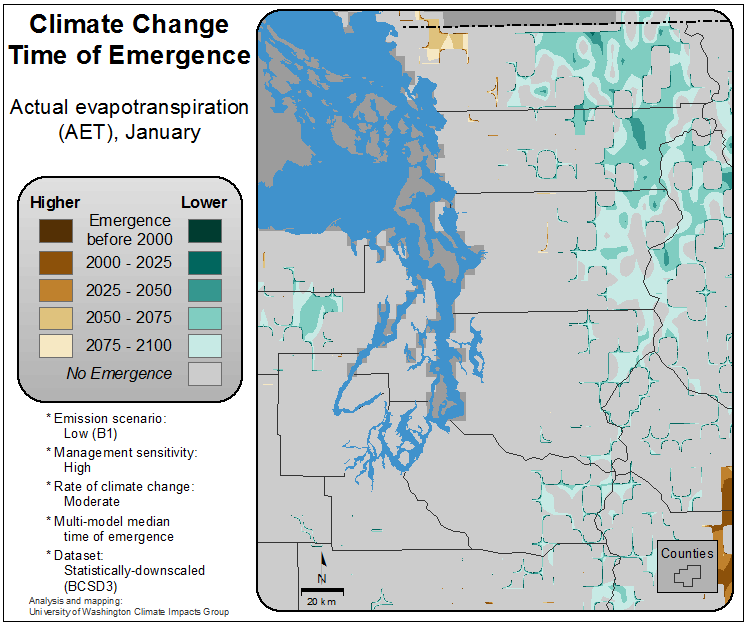 Climate Change
Time of Emergence
Actual evapotranspiration
(AET), January
Higher Lower
Emergence
before 2000
2000 - 2025
2025 - 2050
2050 - 2075
2075 - 2100
No Emergence
* Emission scenario:
Low (B1)
* Management sensitivity:
High
* Rate of climate change:
Moderate
* Multi-model median
time of emergence
* Dataset:
Statistically-downscaled
(BCSD3)
Analysis and mapping:
University of Washington Climate Impacts Group
N
20 km
Counties